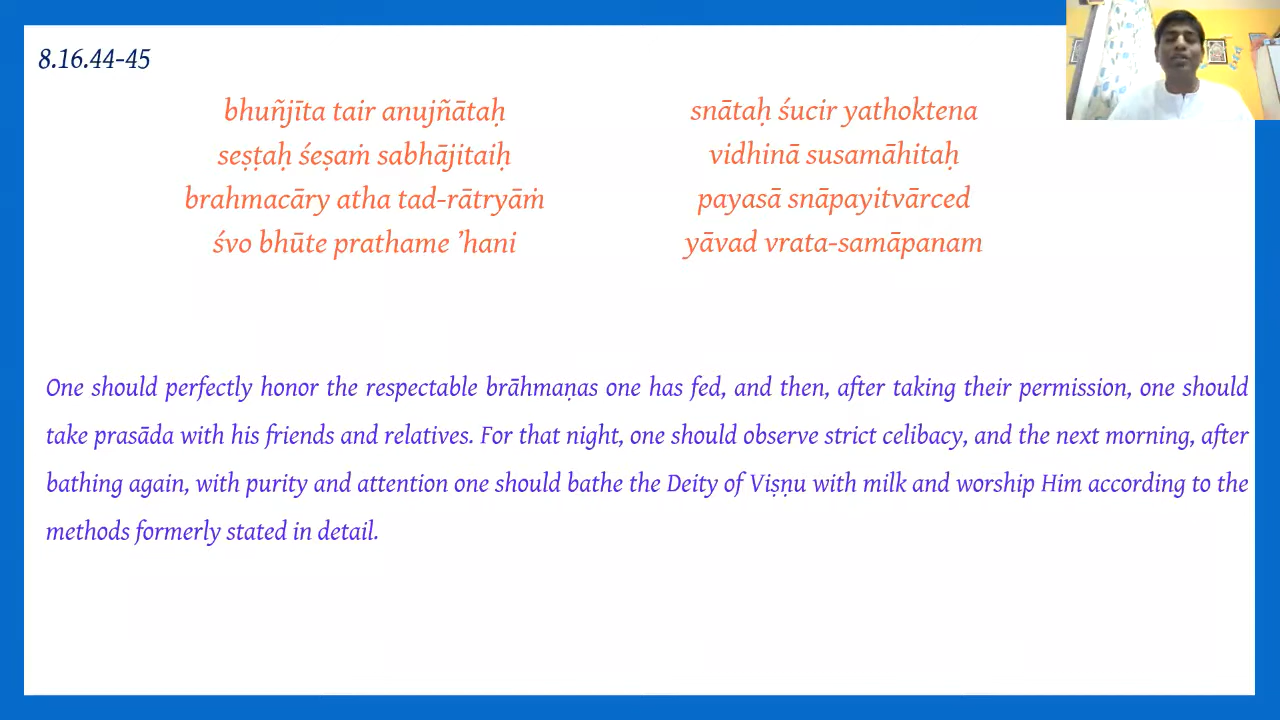 8.16.44-45
bhuñjīta tair anujñātaḥ
seṣṭaḥ śeṣaṁ sabhājitaiḥ
brahmacāry atha tad-rātryāṁ
śvo bhūte prathame ’hani
snātaḥ śucir yathoktena
vidhinā susamāhitaḥ
payasā snāpayitvārced
yāvad vrata-samāpanam
One should perfectly honor the respectable brāhmaṇas one has fed, and then, after taking their permission, one should
take prasāda with his friends and relatives. For that night, one should observe strict celibacy, and the next morning, after
bathing again, with purity and attention one should bathe the Deity of Viṣṇu with milk and worship Him according to the
methods formerly stated in detail.